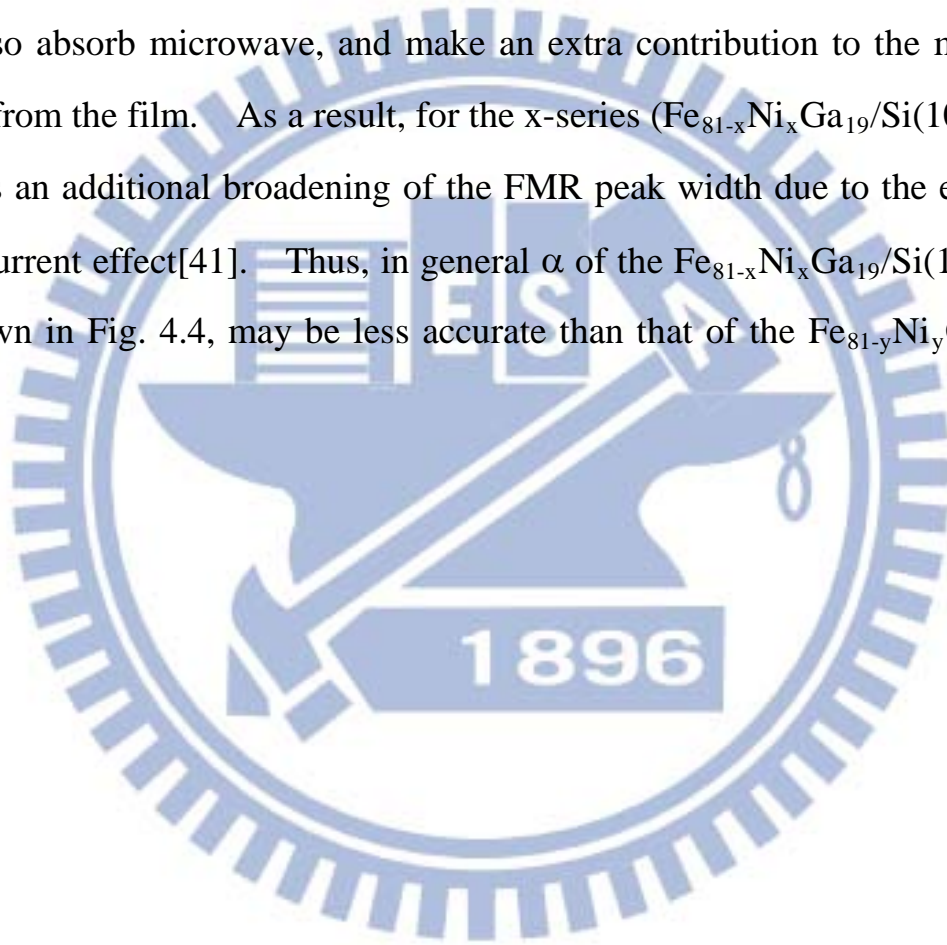 so absorb microwave, and make an extra contribution to the
from the film. As a result, for the x-series (Fe₈₁₋ₓNiₓGa₁₉/Si(
an additional broadening of the FMR peak width due to the
urrent effect[41]. Thus, in general α of the Fe₈₁₋ₓNiₓGa₁₉/Si(1
wn in Fig. 4.4, may be less accurate than that of the Fe₈₁₋yNiy
ES
A
8
1896